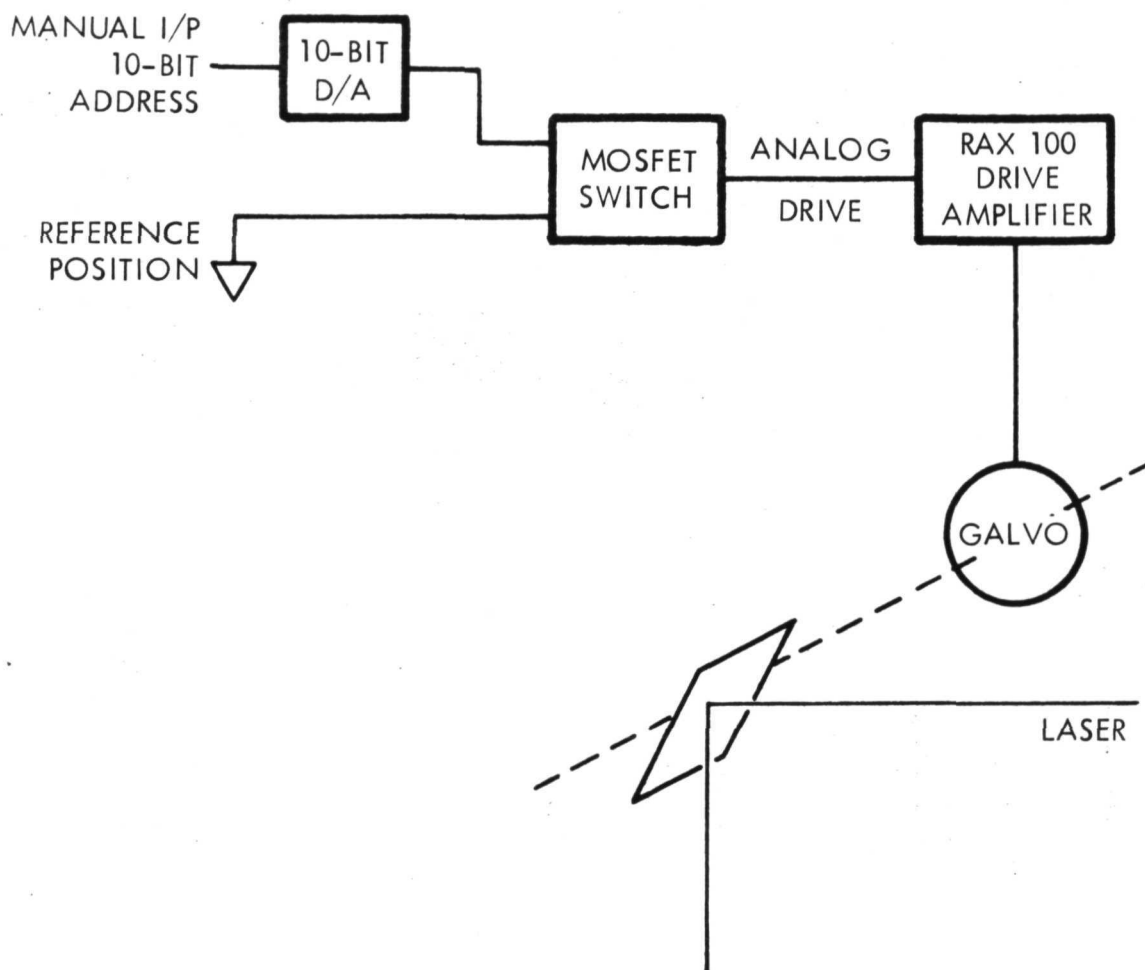 MANUAL I/P
10-BIT
ADDRESS
10-BIT
D/A
MOSFET
SWITCH
ANALOG
DRIVE
RAX 100
DRIVE
AMPLIFIER
REFERENCE
POSITION
GALVO
LASER